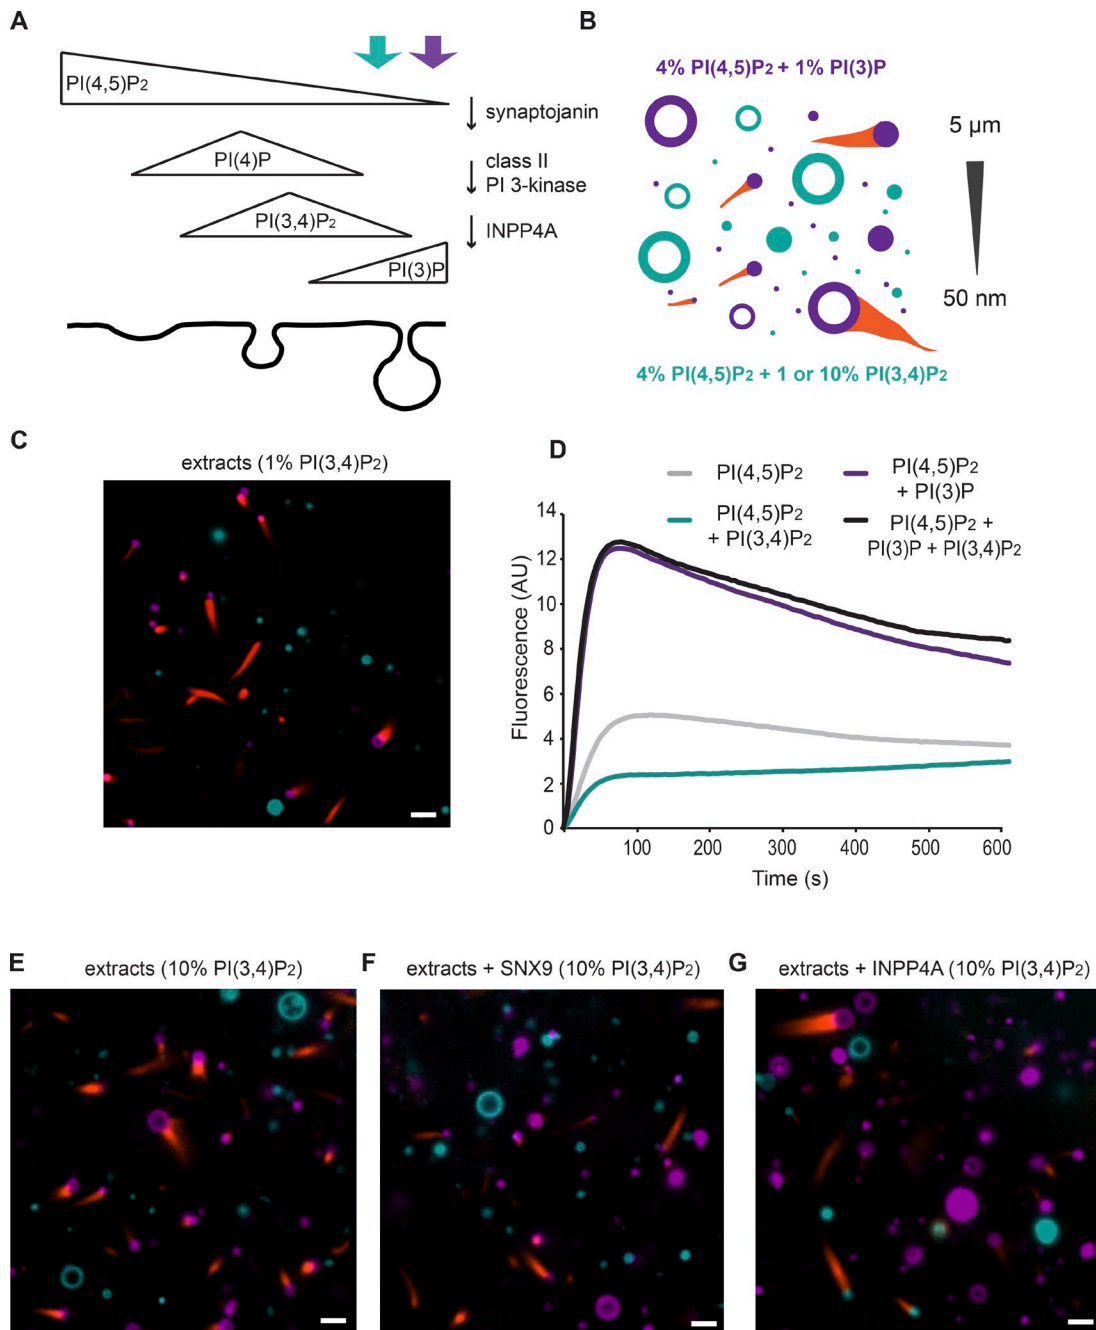 A
PI(4,5)P2
synaptojanin
PI(4)P
class II
PI 3-kinase
PI(3,4)P2
INPP4A
PI(3)P
B
4% PI(4,5)P2 + 1% PI(3)P
5 µm
50 nm
4% PI(4,5)P2 + 1 or 10% PI(3,4)P2
C
extracts (1% PI(3,4)P2)
D
PI(4,5)P2
PI(4,5)P2
+ PI(3)P
PI(4,5)P2
+ PI(3,4)P2
PI(4,5)P2 +
PI(3)P + PI(3,4)P2
Fluorescence (AU)
14
12
10
8
6
4
2
0
100
200
300
400
500
600
Time (s)
E
extracts (10% PI(3,4)P2)
F
extracts + SNX9 (10% PI(3,4)P2)
G
extracts + INPP4A (10% PI(3,4)P2)